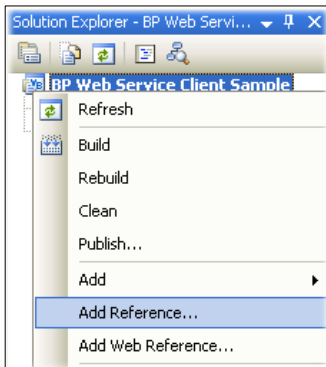 Solution Explorer - BP Web Servi...
BP Web Service Client Sample
Refresh
Build
Rebuild
Clean
Publish...
Add
Add Reference...
Add Web Reference...